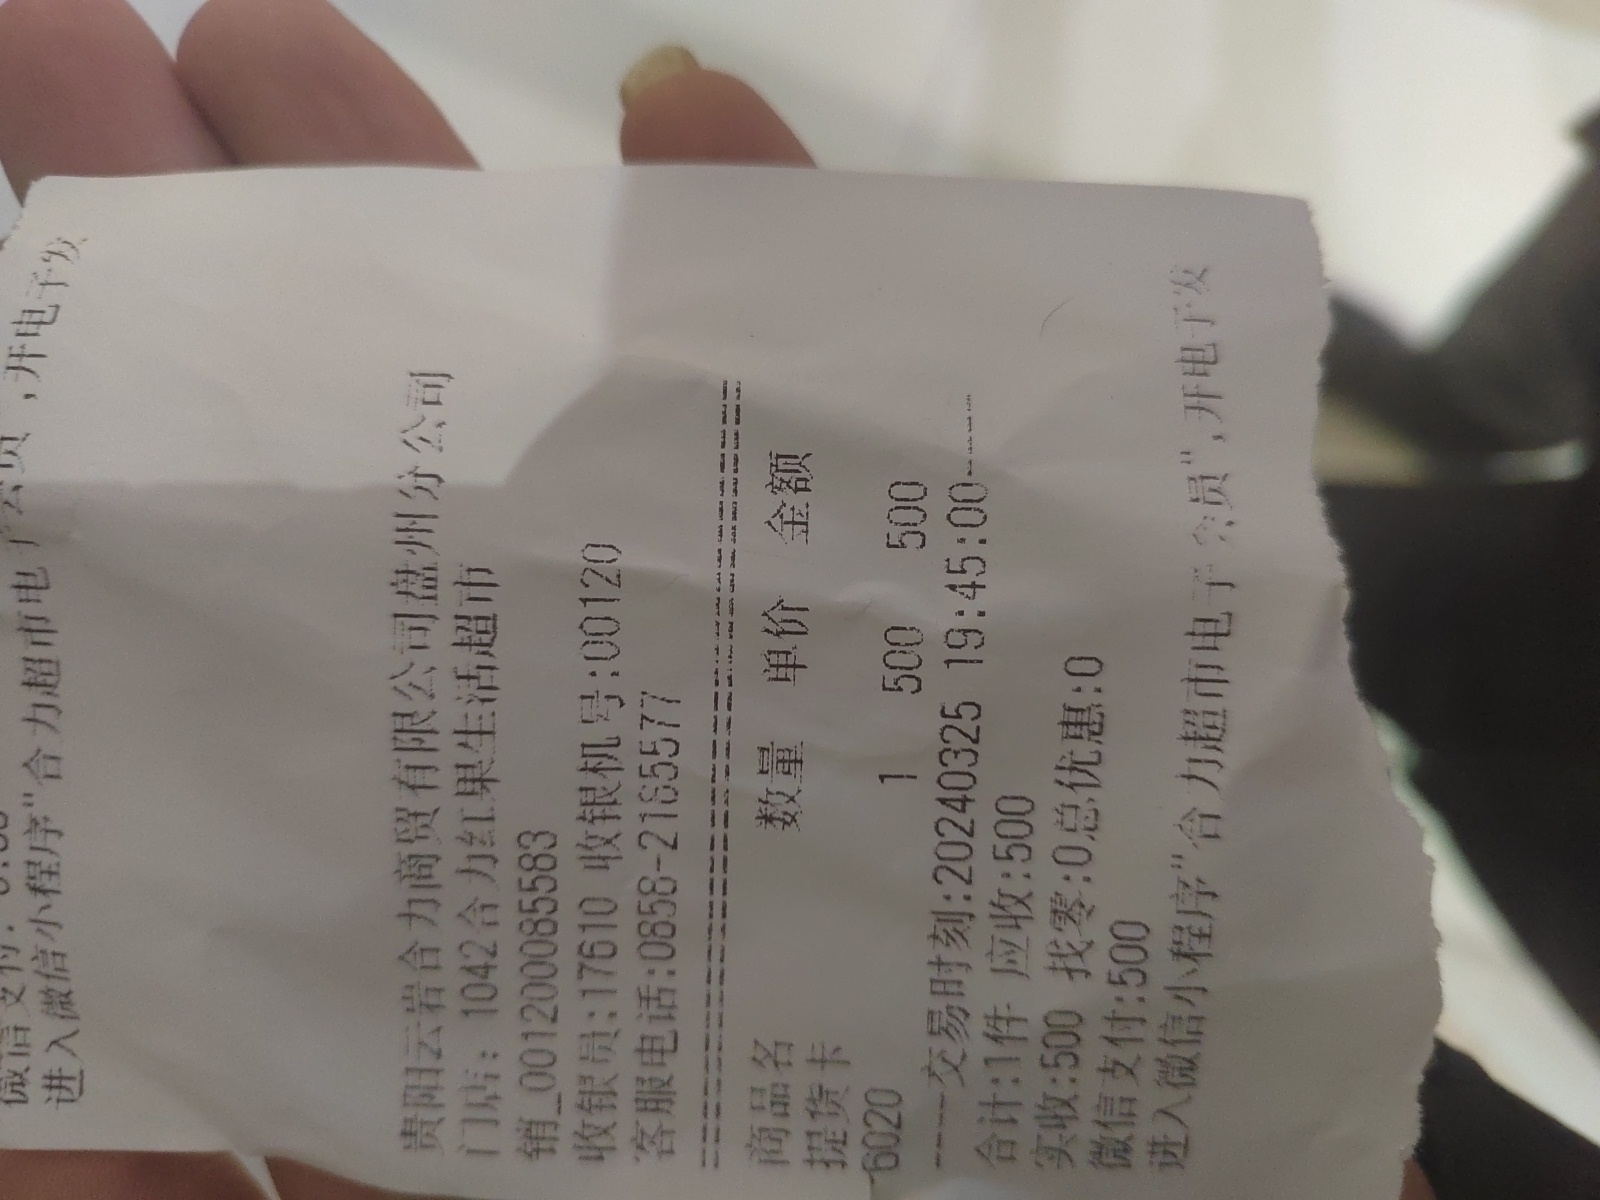 微信支付:
进入微信小程序"合力超市电子会员",开电子发
贵阳云岩合力商贸有限公司盘州分公司
门店: 1042合力红果生活超市
销_0012000085583
收银员:17610 收银机号:00120
客服电话:0858-2185577
商品名 数量 单价 金额
提货卡
6020 1 500 500
----交易时刻:20240325 19:45:00----
合计:1件 应收:500
实收:500 找零:0总优惠:0
微信支付:500
进入微信小程序"合力超市电子会员",开电子发